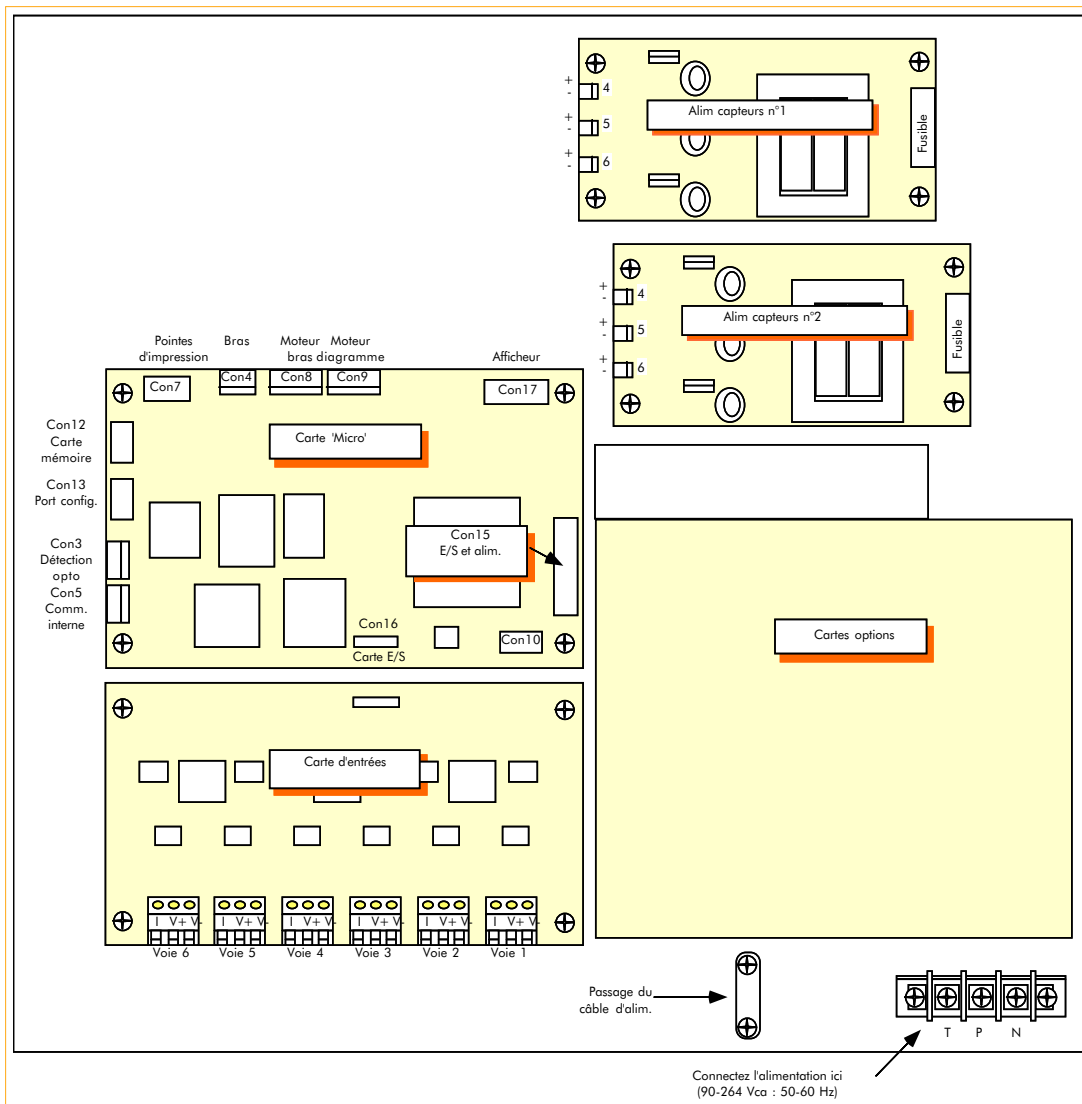 +
-
4
Alim capteurs n°1
+
-
5
+
-
6
Fusible
+
-
4
Alim capteurs n°2
+
-
5
+
-
6
Fusible
Pointes
d'impression
Bras
Moteur Moteur
bras diagramme
Afficheur
Con7
Con4
Con8
Con9
Con17
Con12
Carte
mémoire
Carte 'Micro'
Con13
Port config.
Con3
Détection
opto
Con5
Comm.
interne
Con15
E/S et alim.
Con16
Carte E/S
Con10
Cartes options
Carte d'entrées
I V+ V-
I V+ V-
I V+ V-
I V+ V-
I V+ V-
I V+ V-
Voie 6
Voie 5
Voie 4
Voie 3
Voie 2
Voie 1
Passage du
câble d'alim.
T P N
Connectez l'alimentation ici
(90-264 Vca : 50-60 Hz)